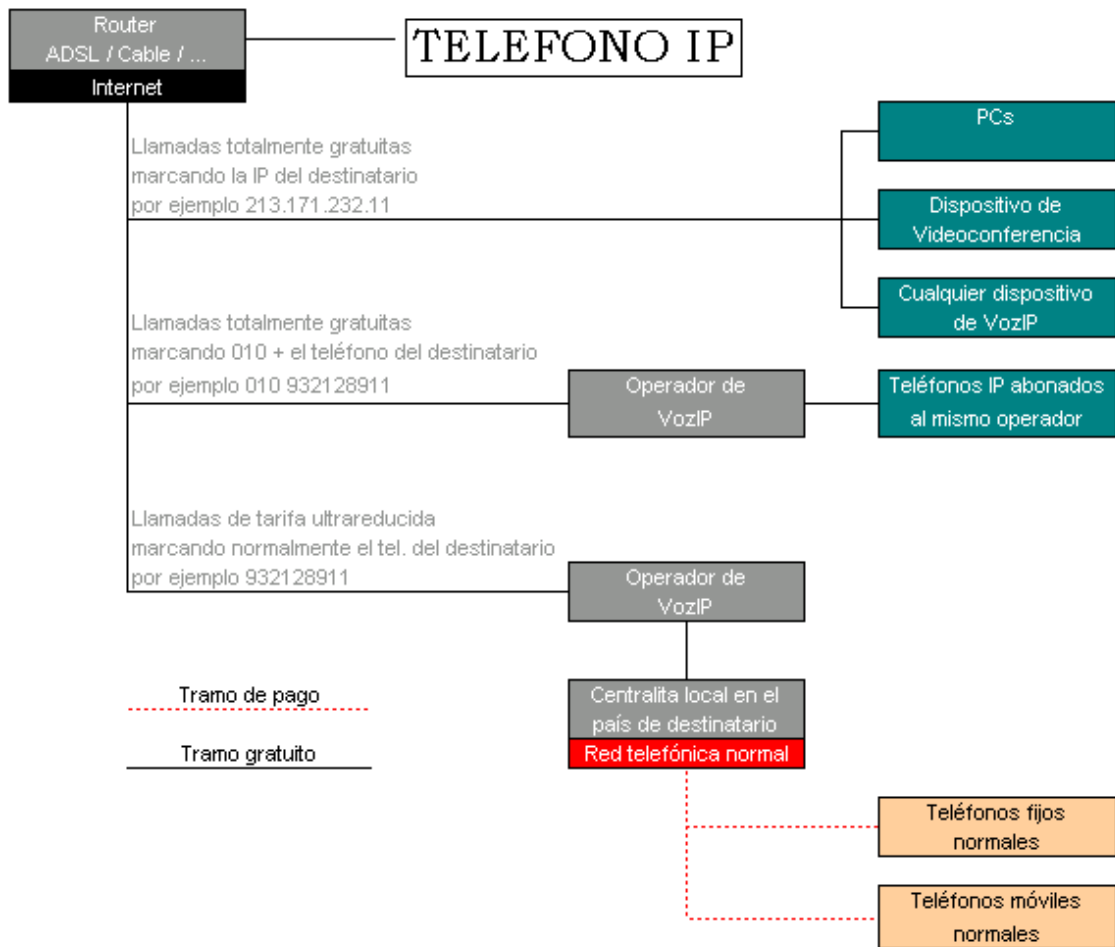 Router
ADSL / Cable / ...
Internet
TELEFONO IP
Llamadas totalmente gratuitas
marcando la IP del destinatario
por ejemplo 213.171.232.11
PCs
Dispositivo de
Videoconferencia
Cualquier dispositivo
de VozIP
Llamadas totalmente gratuitas
marcando 010 + el teléfono del destinatario
por ejemplo 010 932128911
Operador de
VozIP
Teléfonos IP abonados
al mismo operador
Llamadas de tarifa ultrareducida
marcando normalmente el tel. del destinatario
por ejemplo 932128911
Operador de
VozIP
Tramo de pago
Tramo gratuito
Centralita local en el
país de destinatario
Red telefónica normal
Teléfonos fijos
normales
Teléfonos móviles
normales